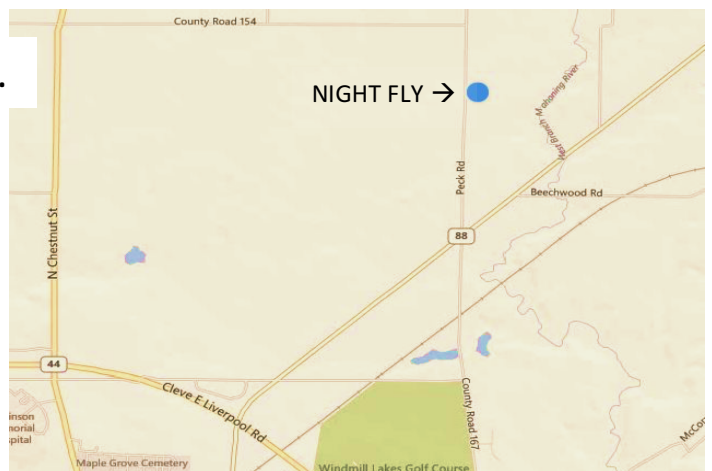 County Road 154
.
NIGHT FLY →
West Branch Mahoning River
Peck Rd
Beechwood Rd
N Chestnut St
88
44
Cleve E Liverpool Rd
County Road 167
inson
morial
spital
Maple Grove Cemetery
Windmill Lakes Golf Course
McCor